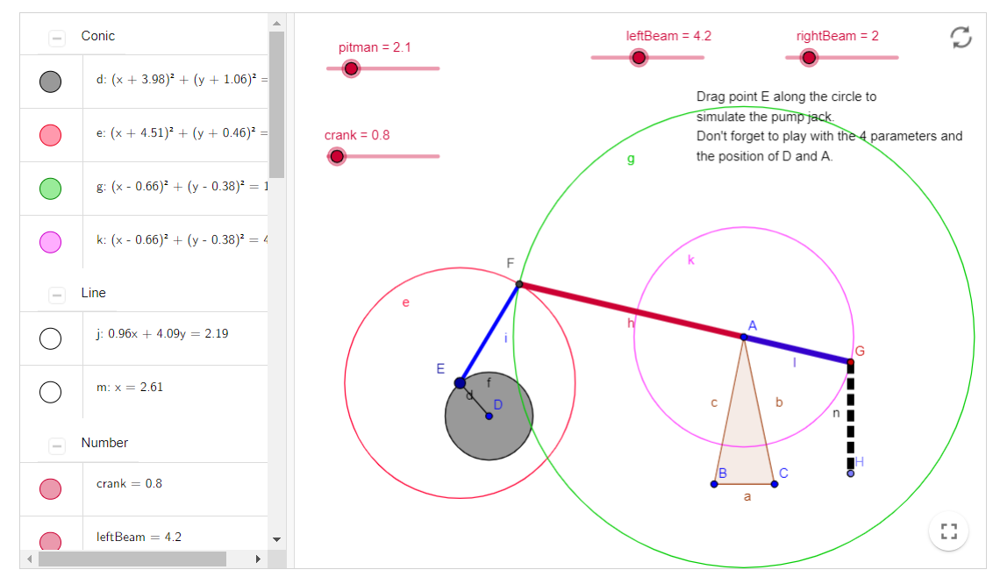 Conic
d: (x + 3.98)² + (y + 1.06)² =
e: (x + 4.51)² + (y + 0.46)² =
g: (x - 0.66)² + (y - 0.38)² = 1
k: (x - 0.66)² + (y - 0.38)² = 4
Line
j: 0.96x + 4.09y = 2.19
m: x = 2.61
Number
crank = 0.8
leftBeam = 4.2
pitman = 2.1
leftBeam = 4.2
rightBeam = 2
crank = 0.8
Drag point E along the circle to
simulate the pump jack.
Don't forget to play with the 4 parameters and
the position of D and A.
g
k
F
e
h
A
i
G
l
E
f
d
D
c
b
n
B
C
H
a